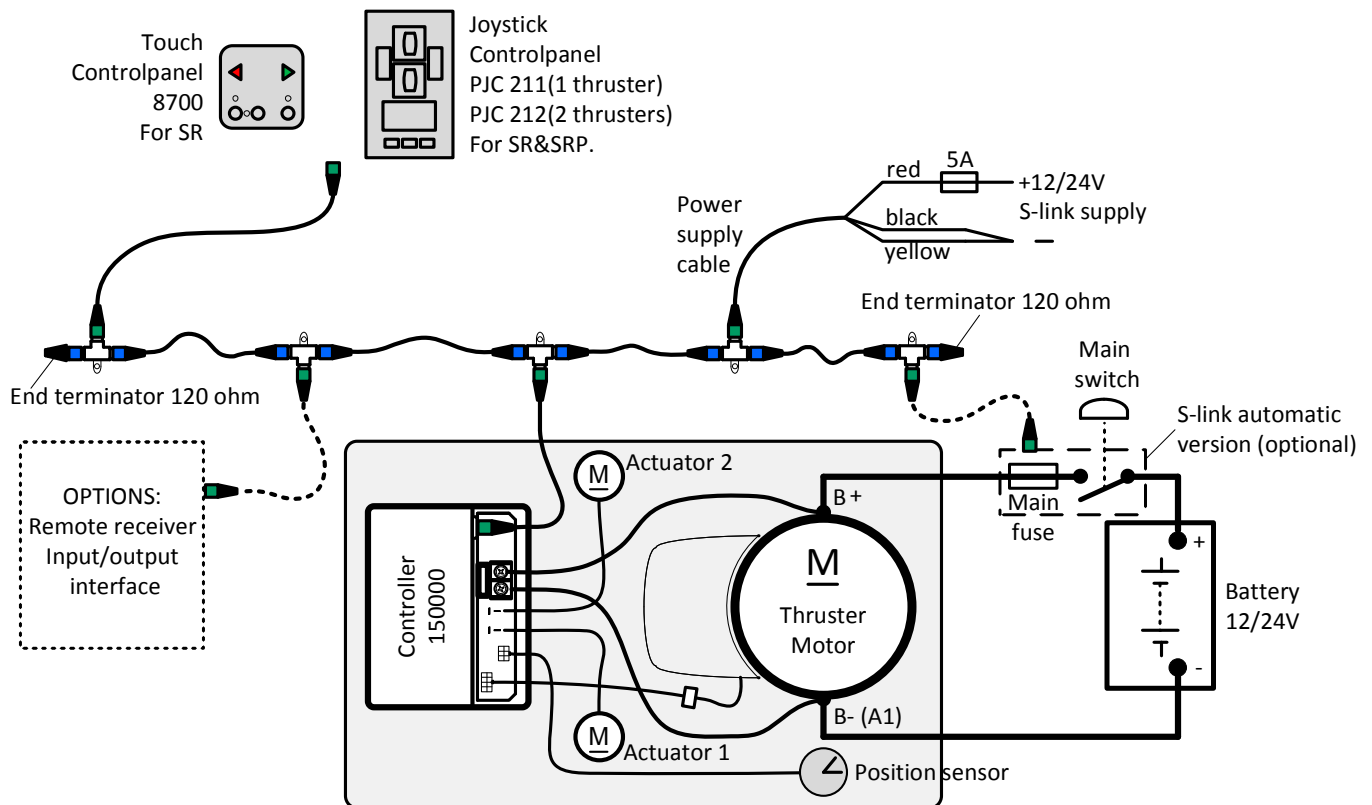 Touch
Controlpanel
8700
For SR
Joystick
Controlpanel
PJC 211(1 thruster)
PJC 212(2 thrusters)
For SR&SRP.
red
5A
+12/24V
S-link supply
black
yellow
Power
supply
cable
End terminator 120 ohm
End terminator 120 ohm
Main
switch
S-link automatic
version (optional)
OPTIONS:
Remote receiver
Input/output
interface
M
Actuator 2
B +
Main
fuse
Controller
150000
M
Thruster
Motor
+
Battery
12/24V
-
B- (A1)
M
Actuator 1
Position sensor